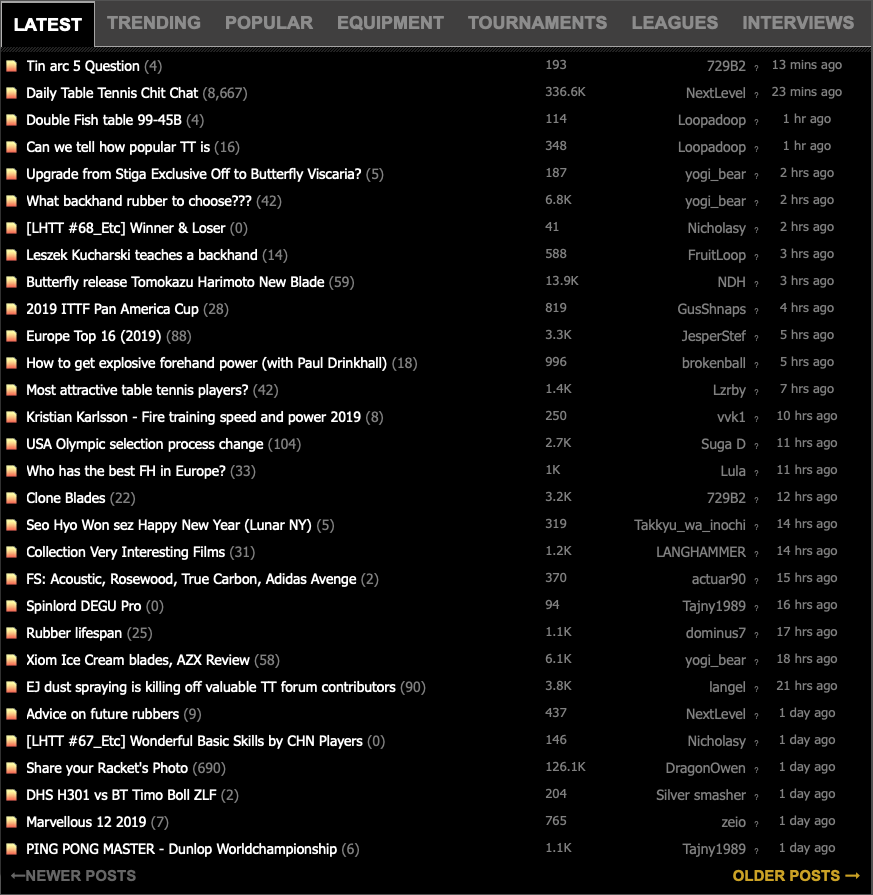 LATEST TRENDING POPULAR EQUIPMENT TOURNAMENTS LEAGUES INTERVIEWS
Tin arc 5 Question (4) 193 729B2 ? 13 mins ago
Daily Table Tennis Chit Chat (8,667) 336.6K NextLevel ? 23 mins ago
Double Fish table 99-45B (4) 114 Loopadoop ? 1 hr ago
Can we tell how popular TT is (16) 348 Loopadoop ? 1 hr ago
Upgrade from Stiga Exclusive Off to Butterfly Viscaria? (5) 187 yogi_bear ? 2 hrs ago
What backhand rubber to choose??? (42) 6.8K yogi_bear ? 2 hrs ago
[LHTT #68_Etc] Winner & Loser (0) 41 Nicholasy ? 2 hrs ago
Leszek Kucharski teaches a backhand (14) 588 FruitLoop ? 3 hrs ago
Butterfly release Tomokazu Harimoto New Blade (59) 13.9K NDH ? 3 hrs ago
2019 ITTF Pan America Cup (28) 819 GusShnaps ? 4 hrs ago
Europe Top 16 (2019) (88) 3.3K JesperStef ? 5 hrs ago
How to get explosive forehand power (with Paul Drinkhall) (18) 996 brokenball ? 5 hrs ago
Most attractive table tennis players? (42) 1.4K Lzrby ? 7 hrs ago
Kristian Karlsson - Fire training speed and power 2019 (8) 250 vvk1 ? 10 hrs ago
USA Olympic selection process change (104) 2.7K Suga D ? 11 hrs ago
Who has the best FH in Europe? (33) 1K Lula ? 11 hrs ago
Clone Blades (22) 3.2K 729B2 ? 12 hrs ago
Seo Hyo Won sez Happy New Year (Lunar NY) (5) 319 Takkyu_wa_inochi ? 14 hrs ago
Collection Very Interesting Films (31) 1.2K LANGHAMMER ? 14 hrs ago
FS: Acoustic, Rosewood, True Carbon, Adidas Avenge (2) 370 actuar90 ? 15 hrs ago
Spinlord DEGU Pro (0) 94 Tajny1989 ? 16 hrs ago
Rubber lifespan (25) 1.1K dominus7 ? 17 hrs ago
Xiom Ice Cream blades, AZX Review (58) 6.1K yogi_bear ? 18 hrs ago
EJ dust spraying is killing off valuable TT forum contributors (90) 3.8K langel ? 21 hrs ago
Advice on future rubbers (9) 437 NextLevel ? 1 day ago
[LHTT #67_Etc] Wonderful Basic Skills by CHN Players (0) 146 Nicholasy ? 1 day ago
Share your Racket's Photo (690) 126.1K DragonOwen ? 1 day ago
DHS H301 vs BT Timo Boll ZLF (2) 204 Silver smasher ? 1 day ago
Marvellous 12 2019 (7) 765 zeio ? 1 day ago
PING PONG MASTER - Dunlop Worldchampionship (6) 1.1K Tajny1989 ? 1 day ago
←NEWER POSTS OLDER POSTS →